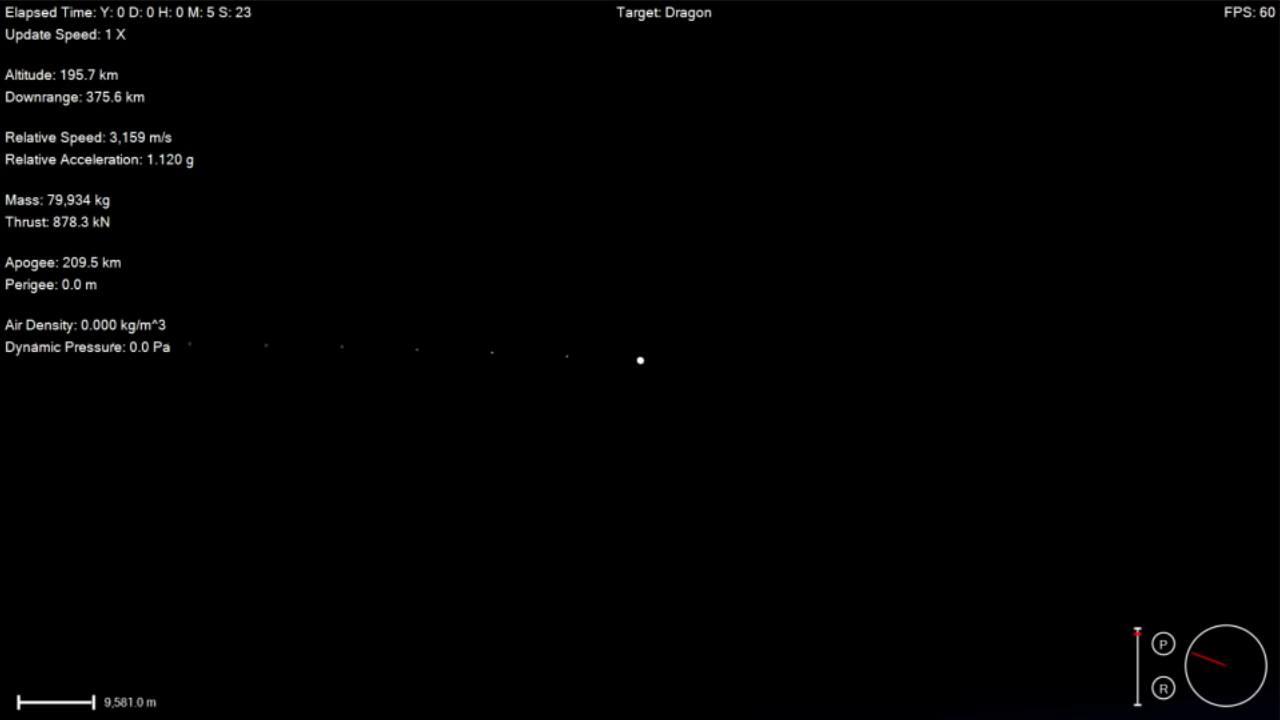 Elapsed Time: Y: 0 D: 0 H: 0 M: 5 S: 23
Target: Dragon
FPS: 60
Update Speed: 1 X
Altitude: 195.7 km
Downrange: 375.6 km
Relative Speed: 3,159 m/s
Relative Acceleration: 1.120 g
Mass: 79,934 kg
Thrust: 878.3 kN
Apogee: 209.5 km
Perigee: 0.0 m
Air Density: 0.000 kg/m^3
Dynamic Pressure: 0.0 Pa
P
R
9,581.0 m